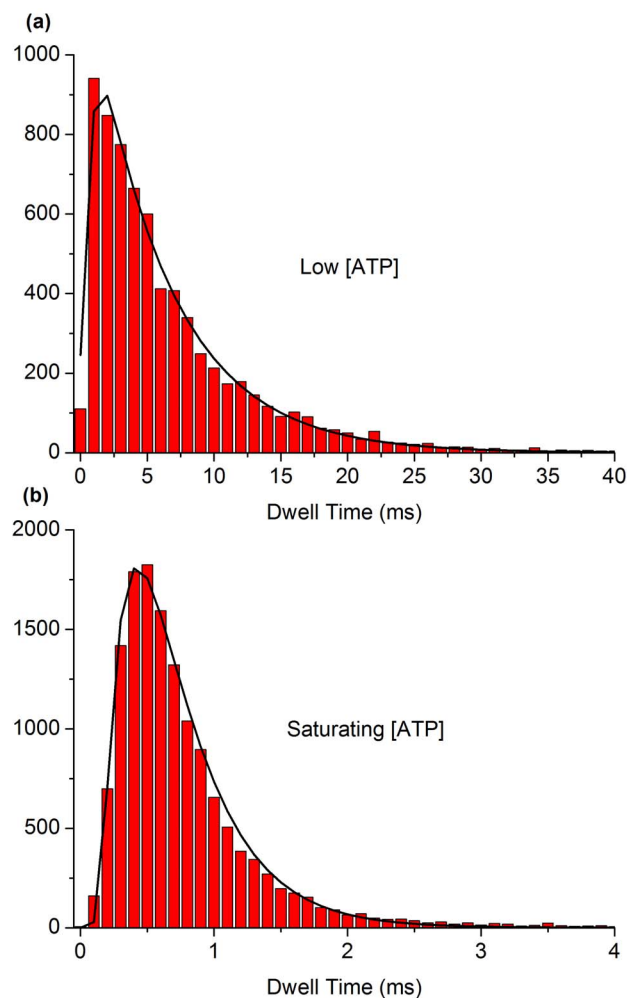 (a)
1000
800
600
400
200
0
Low [ATP]
0 5 10 15 20 25 30 35 40
Dwell Time (ms)
(b)
2000
1500
1000
500
0
Saturating [ATP]
0 1 2 3 4
Dwell Time (ms)